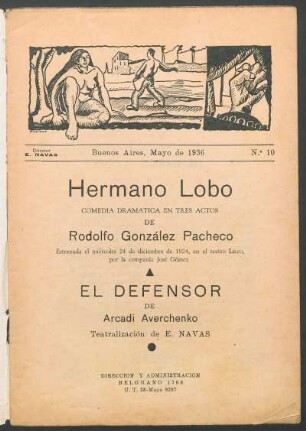 Director
E. NAVAS
Buenos Aires, Mayo de 1936
N.° 10
Hermano Lobo
COMEDIA DRAMATICA EN TRES ACTOS
DE
Rodolfo González Pacheco
Estrenada el miércoles 24 de diciembre de 1924, en el teatro Liceo,
por la compañía José Gómez
EL DEFENSOR
DE
Arcadi Averchenko
Teatralización de E. NAVAS
DIRECCION Y ADMINISTRACION
BELGRANO
U. T. 38-Mayo